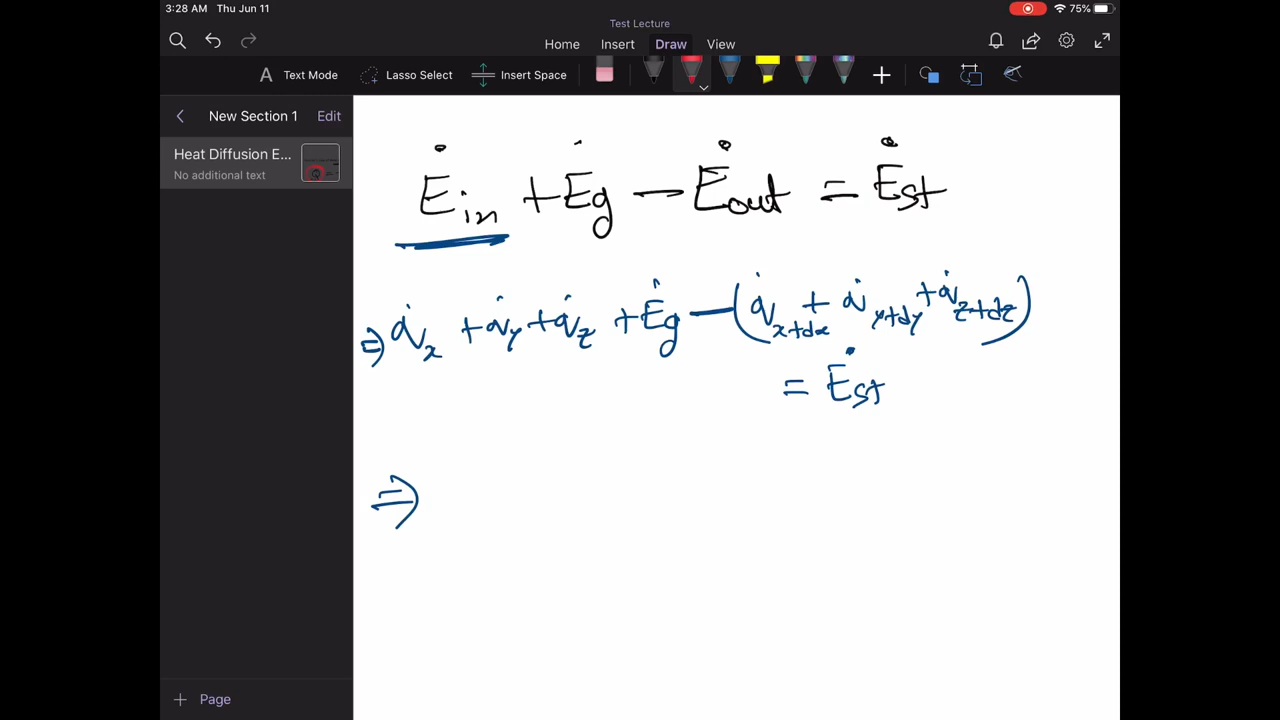 3:28 AM Thu Jun 11
75%
Test Lecture
Home Insert Draw View
A Text Mode Lasso Select Insert Space
New Section 1 Edit
Heat Diffusion E...
No additional text
Ė_in + Ė_g − Ė_out = Ė_st
⇒ q̇_x + q̇_y + q̇_z + Ė_g − (q̇_x+dx + q̇_y+dy + q̇_z+dz)
= Ė_st
⇒
+ Page